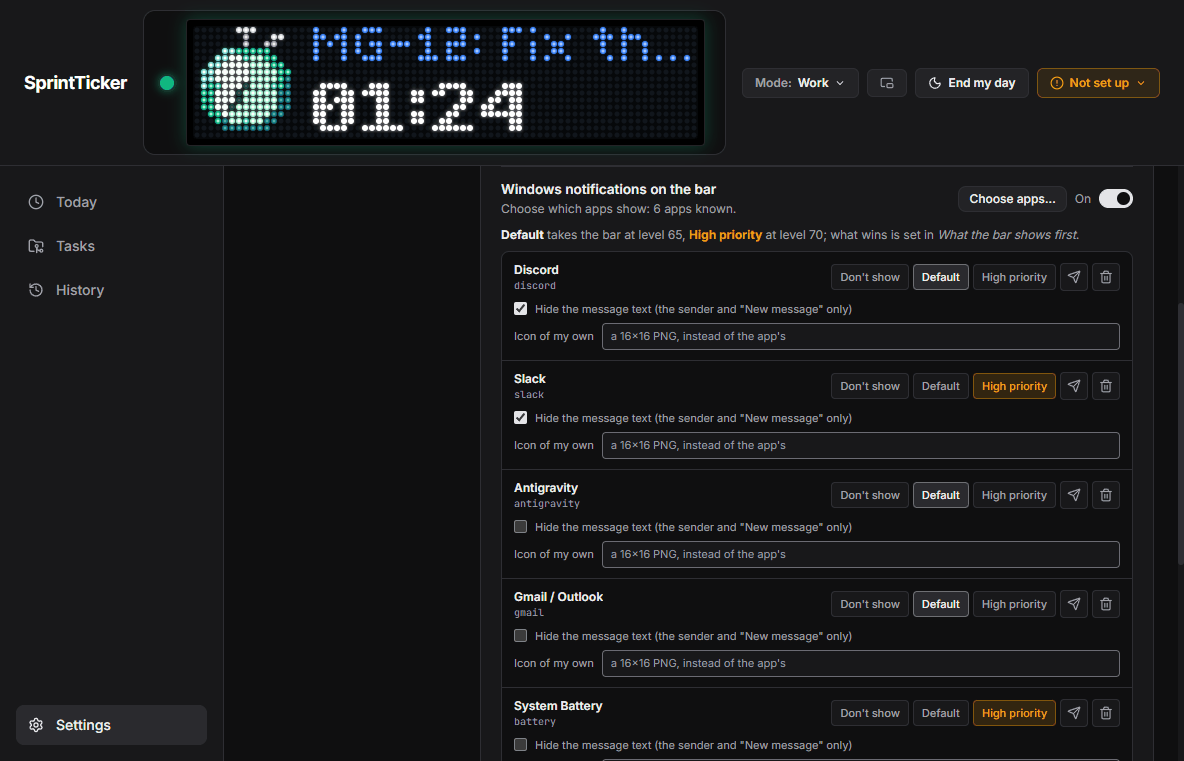 SprintTicker
MG-12: Fix th...
01:24
Mode: Work
End my day
Not set up
Today
Tasks
History
Settings
Windows notifications on the bar
Choose which apps show: 6 apps known.
Choose apps...
On
Default takes the bar at level 65, High priority at level 70; what wins is set in What the bar shows first.
Discord
discord
Don't show
Default
High priority
Hide the message text (the sender and "New message" only)
Icon of my own
a 16×16 PNG, instead of the app's
Slack
slack
Don't show
Default
High priority
Hide the message text (the sender and "New message" only)
Icon of my own
a 16×16 PNG, instead of the app's
Antigravity
antigravity
Don't show
Default
High priority
Hide the message text (the sender and "New message" only)
Icon of my own
a 16×16 PNG, instead of the app's
Gmail / Outlook
gmail
Don't show
Default
High priority
Hide the message text (the sender and "New message" only)
Icon of my own
a 16×16 PNG, instead of the app's
System Battery
battery
Don't show
Default
High priority
Hide the message text (the sender and "New message" only)